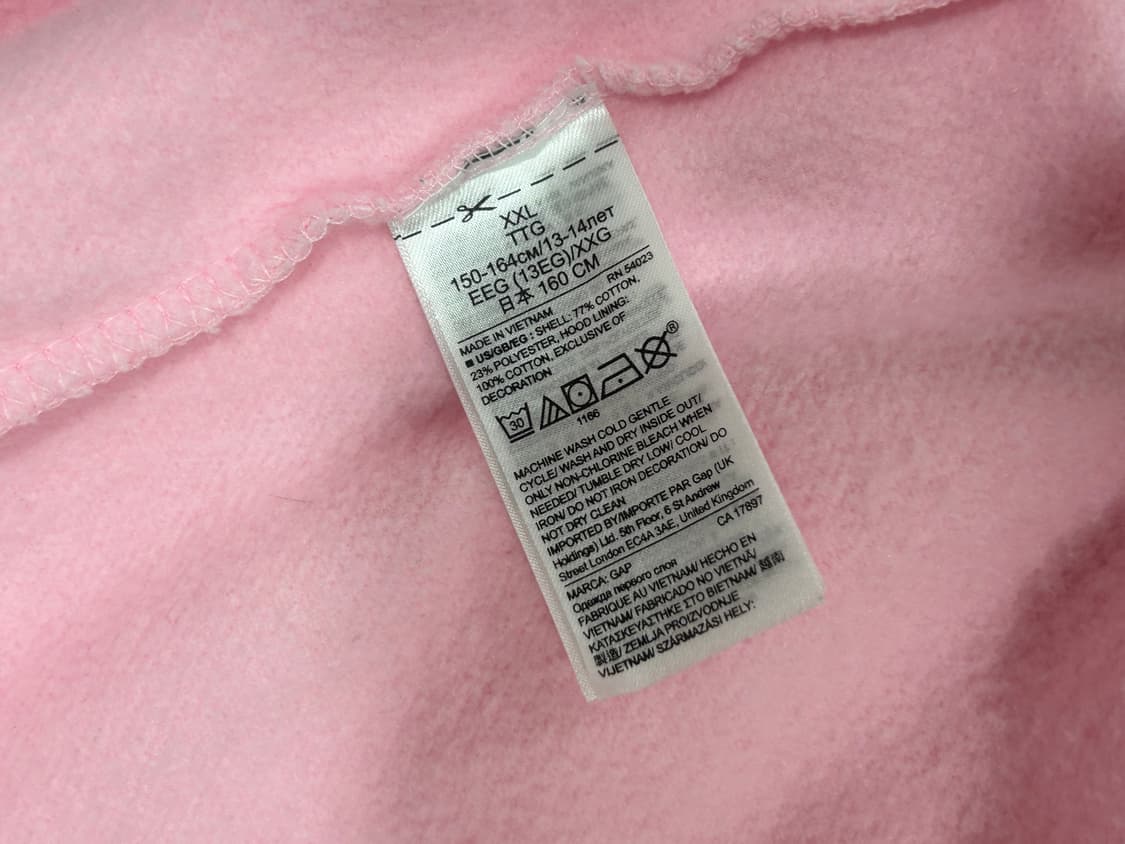 XXL
TTG
150-164см/13-14лет
EEG (13EG)/XXG
日本 160 CM
RN 54023
MADE IN VIETNAM
■ US/GB/EG : SHELL: 77% COTTON,
23% POLYESTER, HOOD LINING:
100% COTTON, EXCLUSIVE OF
DECORATION
30
®
1166
MACHINE WASH COLD GENTLE
CYCLE/ WASH AND DRY INSIDE OUT/
ONLY NON-CHLORINE BLEACH WHEN
NEEDED/ TUMBLE DRY LOW/ COOL
IRON/ DO NOT IRON DECORATION/ DO
NOT DRY CLEAN
IMPORTED BY/IMPORTE PAR Gap (UK
Holdings) Ltd. 5th Floor, 6 St Andrew
Street London EC4A 3AE, United Kingdom
CA 17897
MARCA: GAP
Одежда первого слоя
FABRIQUE AU VIETNAM/ HECHO EN
VIETNAM/ FABRICADO NO VIETNÃ/
ΚΑΤΑΣΚΕΥΑΣΤΗΚΕ ΣΤΟ ΒΙΕΤΝΑΜ/ 越南
製造/ ZEMLJA PROIZVODNJE
VIJETNAM/ SZÁRMAZÁSI HELY: